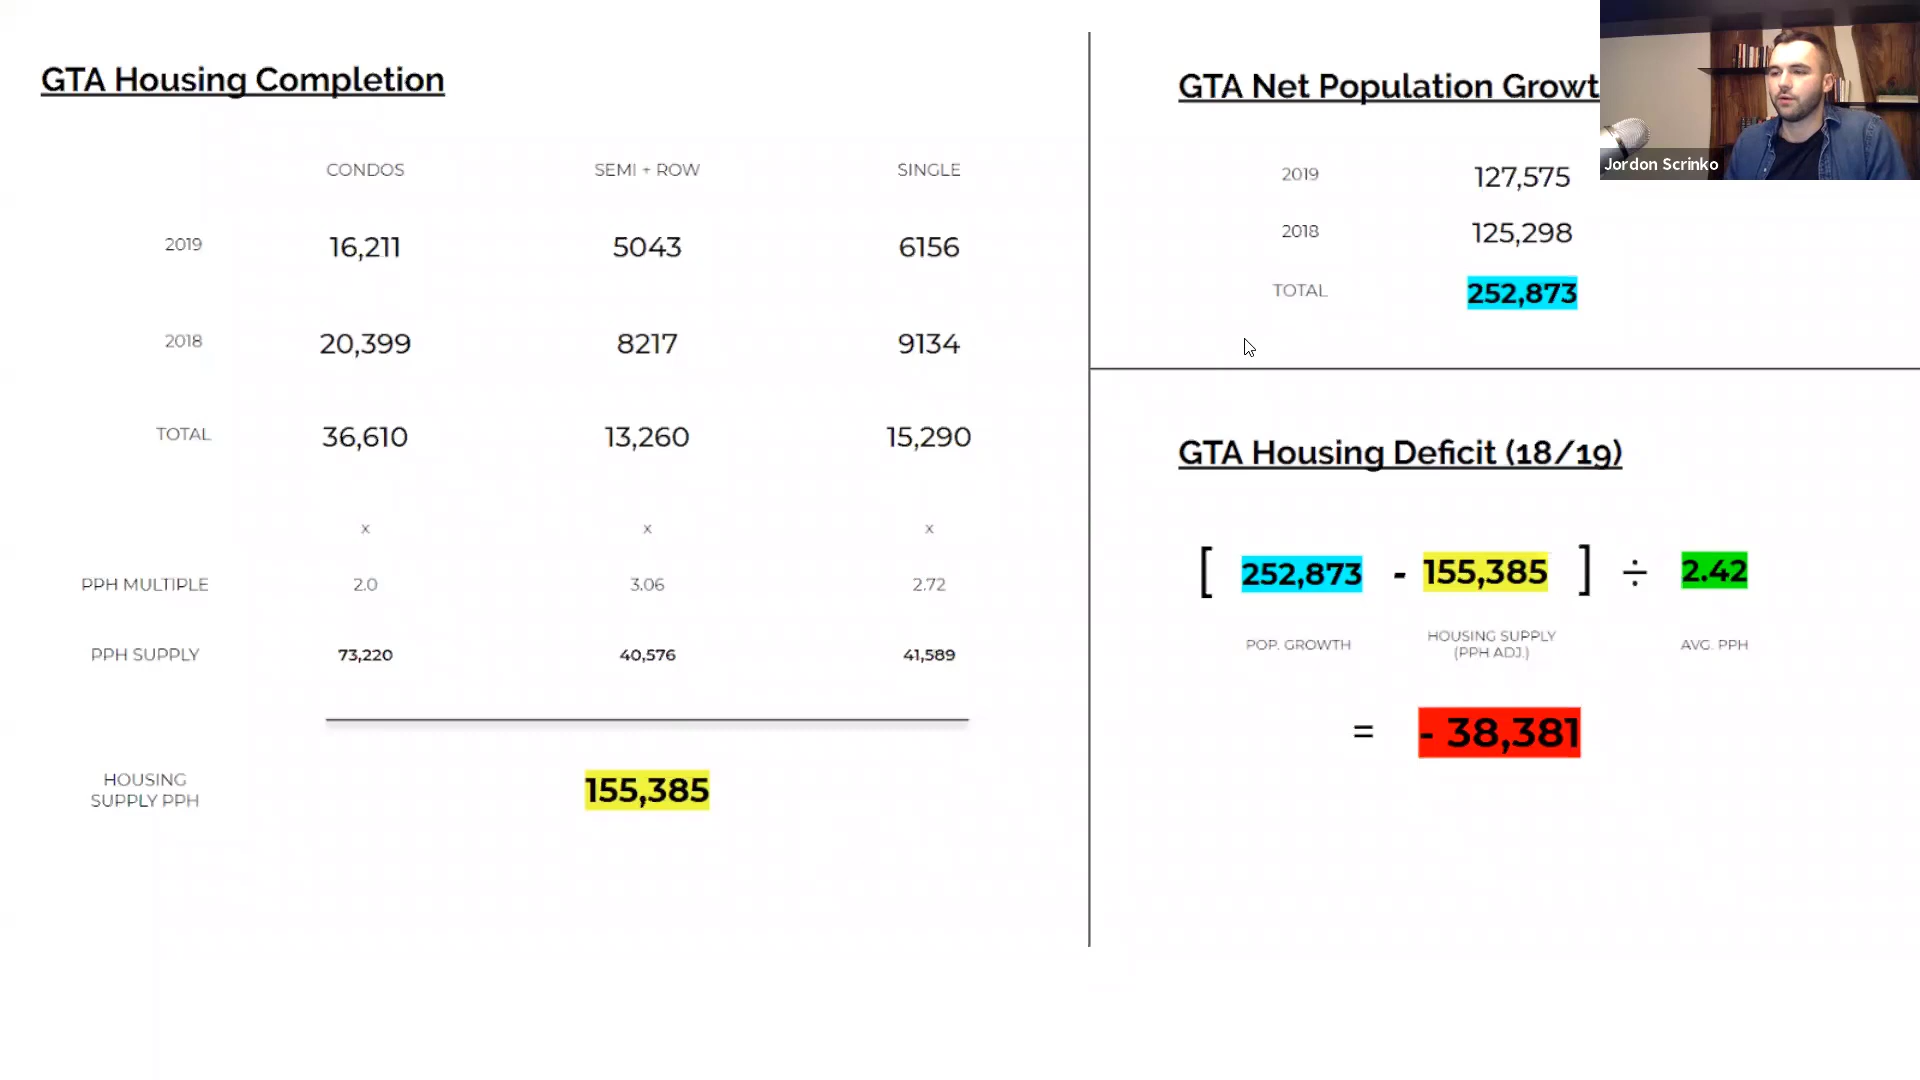 GTA Housing Completion
CONDOS SEMI + ROW SINGLE
2019 16,211 5043 6156
2018 20,399 8217 9134
TOTAL 36,610 13,260 15,290
x x x
PPH MULTIPLE 2.0 3.06 2.72
PPH SUPPLY 73,220 40,576 41,589
HOUSING
SUPPLY PPH
155,385
GTA Net Population Growt
2019 127,575
2018 125,298
TOTAL 252,873
GTA Housing Deficit (18/19)
[ 252,873 - 155,385 ] ÷ 2.42
POP. GROWTH
HOUSING SUPPLY
(PPH ADJ.)
AVG. PPH
= - 38,381
Jordon Scrinko